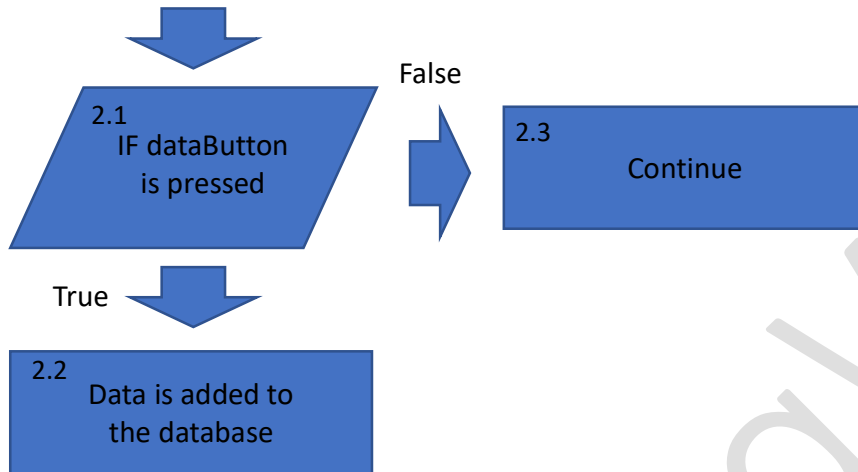 False
2.1
IF dataButton
is pressed
2.3
Continue
True
2.2
Data is added to
the database